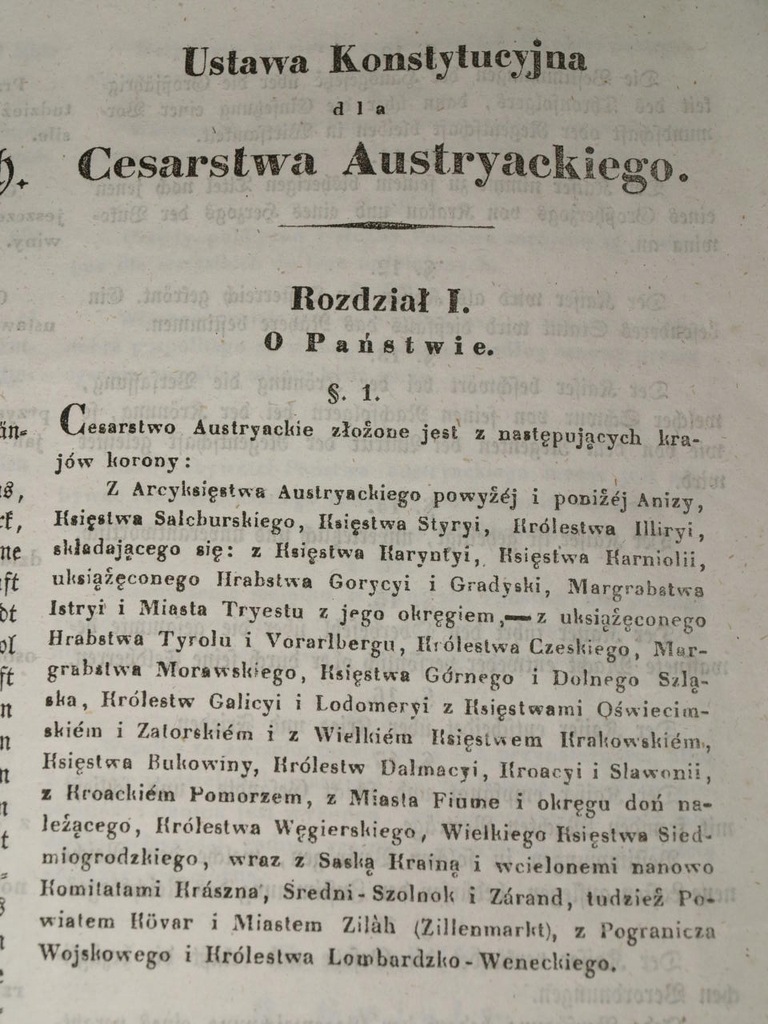 Ustawa Konstytucyjna
dla
Cesarstwa Austryackiego.
Rozdział I.
O Państwie.
§. 1.
Cesarstwo Austryackie złożone jest z następujących kra-
jów korony:
Z Arcyksięstwa Austryackiego powyżéj i poniżéj Anizy,
Księstwa Salcburskiego, Księstwa Styryi, Królestwa Illiryi,
składającego się: z Księstwa Karyntyi, Księstwa Karniolii,
uksiążęconego Hrabstwa Gorycyi i Gradyski, Margrabstwa
Istryi i Miasta Tryestu z jego okręgiem,—z uksiążęconego
Hrabstwa Tyrolu i Vorarlbergu, Królestwa Czeskiego, Mar-
grabstwa Morawskiego, Księstwa Górnego i Dolnego Szlą-
ska, Królestw Galicyi i Lodomeryi z Księstwami Oświecim-
skiém i Zatorskiém i z Wielkiém Księstwem Krakowskiém,
Księstwa Bukowiny, Królestw Dalmacyi, Kroacyi i Slawonii,
z Kroackiém Pomorzem, z Miasta Fiume i okręgu doń na-
leżącego, Królestwa Węgierskiego, Wielkiego Księstwa Sied-
miogrodzkiego, wraz z Saską Krainą i wcielonemi nanowo
Komitatami Krászna, Sredni-Szolnok i Zárand, tudzież Po-
wiatem Kövar i Miastem Zilàh (Zillenmarkt), z Pogranicza
Wojskowego i Królestwa Lombardzko-Weneckiego.